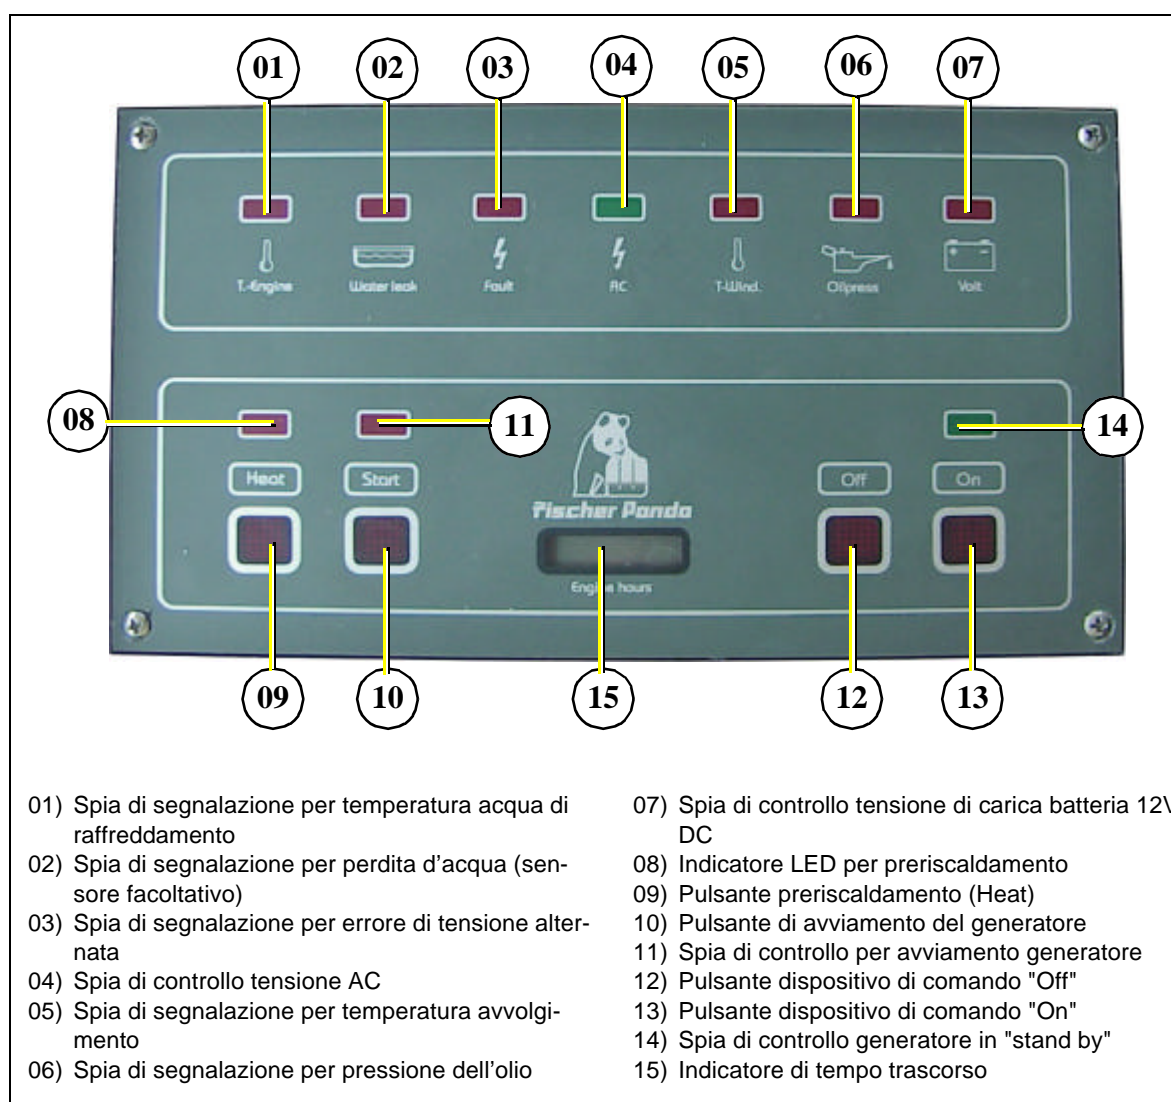 01 02 03 04 05 06 07
T.-Engine Water leak Fault AC T-Wind. Oilpress Volt
08 11 14
Heat Start Off On
Fischer Panda
Engine hours
09 10 15 12 13
01) Spia di segnalazione per temperatura acqua di
raffreddamento
02) Spia di segnalazione per perdita d'acqua (sen-
sore facoltativo)
03) Spia di segnalazione per errore di tensione alter-
nata
04) Spia di controllo tensione AC
05) Spia di segnalazione per temperatura avvolgi-
mento
06) Spia di segnalazione per pressione dell'olio
07) Spia di controllo tensione di carica batteria 12V
DC
08) Indicatore LED per preriscaldamento
09) Pulsante preriscaldamento (Heat)
10) Pulsante di avviamento del generatore
11) Spia di controllo per avviamento generatore
12) Pulsante dispositivo di comando "Off"
13) Pulsante dispositivo di comando "On"
14) Spia di controllo generatore in "stand by"
15) Indicatore di tempo trascorso